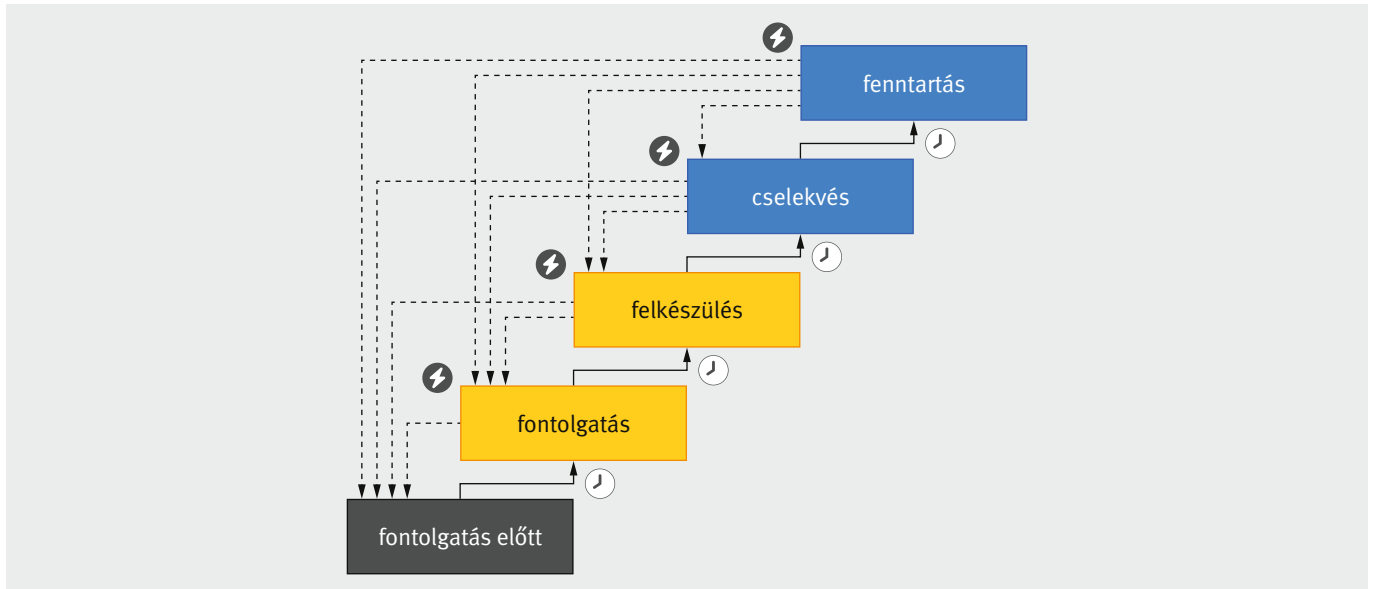 fenntartás
cselekvés
felkészülés
fontolgatás
fontolgatás előtt